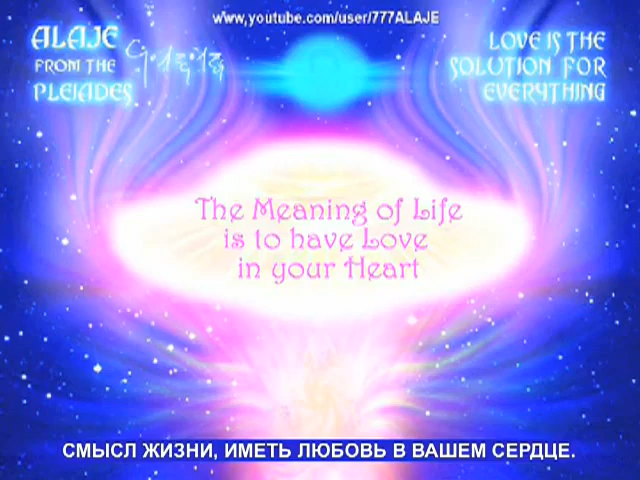 www.youtube.com/user/777ALAJE
ALAJE
FROM THE
PLEIADES
LOVE IS THE
SOLUTION FOR
EVERYTHING
The Meaning of Life
is to have Love
in your Heart
СМЫСЛ ЖИЗНИ, ИМЕТЬ ЛЮБОВЬ В ВАШЕМ СЕРДЦЕ.